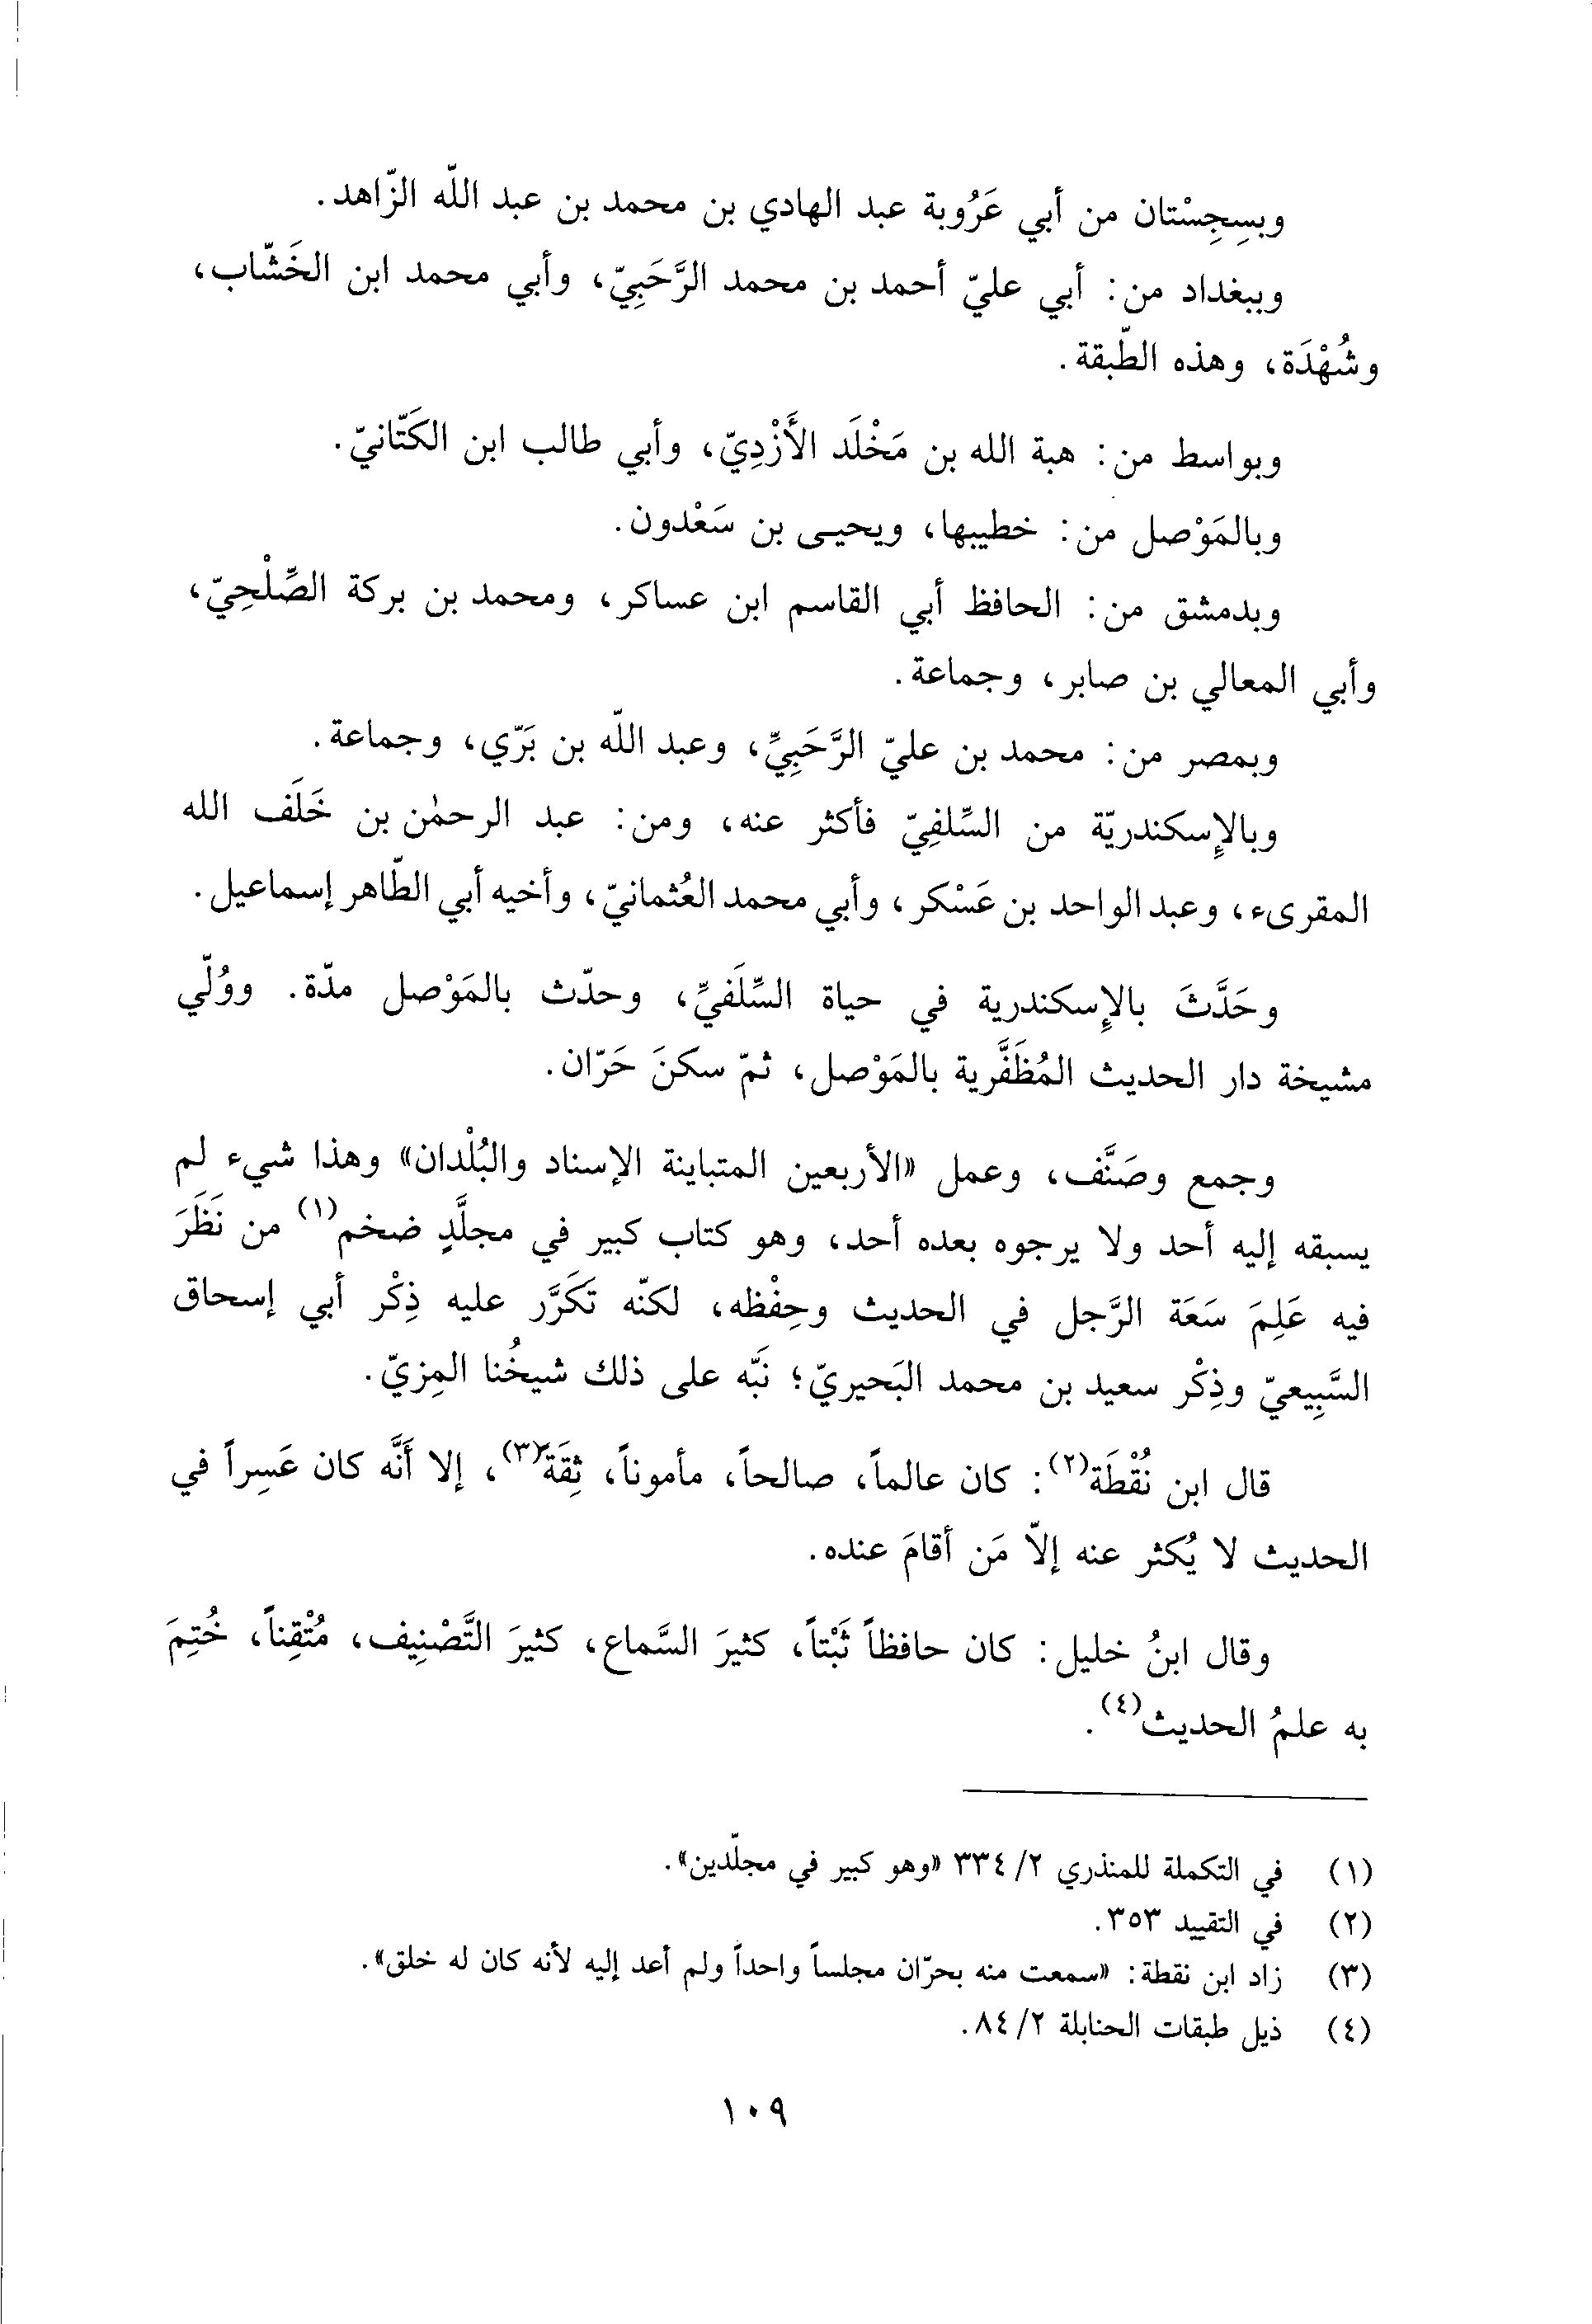 وبسِجِسْتان من أبي عَرُوبة عبد الهادي بن محمد بن عبد اللّه الزّاهد.
وببغداد من: أبي عليّ أحمد بن محمد الرَّحَبِيّ، وأبي محمد ابن الخَشّاب،
وشُهْدَة، وهذه الطّبقة.
وبواسط من: هبة الله بن مَخْلَد الأَزْدِيّ، وأبي طالب ابن الكَتّانيّ.
وبالمَوْصل من: خطيبها، ويحيـى بن سَعْدون.
وبدمشق من: الحافظ أبي القاسم ابن عساكر، ومحمد بن بركة الصِّلْحِيّ،
وأبي المعالي بن صابر، وجماعة.
وبمصر من: محمد بن عليّ الرَّحَبِيِّ، وعبد اللّه بن بَرّي، وجماعة.
وبالإِسكندريّة من السِّلفِيّ فأكثر عنه، ومن: عبد الرحمٰن بن خَلَف الله
المقرىء، وعبد الواحد بن عَسْكر، وأبي محمد العُثمانيّ، وأخيه أبي الطّاهر إسماعيل.
وحَدَّثَ بالإِسكندرية في حياة السِّلَفيِّ، وحدّث بالمَوْصل مدّة. ووُلّي
مشيخة دار الحديث المُظَفَّرية بالمَوْصل، ثمّ سكنَ حَرّان.
وجمع وصَنَّف، وعمل «الأربعين المتباينة الإسناد والبُلْدان» وهذا شيء لم
يسبقه إليه أحد ولا يرجوه بعده أحد، وهو كتاب كبير في مجلَّدٍ ضخم(١) من نَظَرَ
فيه عَلِمَ سَعَة الرَّجل في الحديث وحِفْظه، لكنّه تَكَرَّر عليه ذِكْر أبي إسحاق
السَّبِيعيّ وذِكْر سعيد بن محمد البَحيريّ؛ نَبّه على ذلك شيخُنا المِزيّ.
قال ابن نُقْطَة(٢): كان عالماً، صالحاً، مأموناً، ثِقَةً(٣)، إلا أَنَّه كان عَسِراً في
الحديث لا يُكثر عنه إلاّ مَن أقامَ عنده.
وقال ابنُ خليل: كان حافظاً ثَبْتاً، كثيرَ السَّماع، كثيرَ التَّصْنِيف، مُتْقِناً، خُتِمَ
به علمُ الحديث(٤).
(١) في التكملة للمنذري ٢/ ٣٣٤ «وهو كبير في مجلّدين».
(٢) في التقييد ٣٥٣.
(٣) زاد ابن نقطة: «سمعت منه بحرّان مجلساً واحداً ولم أعد إليه لأنه كان له خلق».
(٤) ذيل طبقات الحنابلة ٢/ ٨٤.
١٠٩